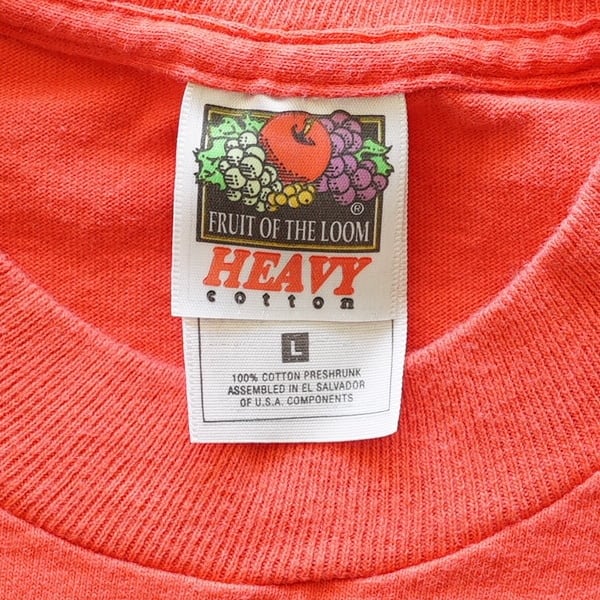 ®
FRUIT OF THE LOOM
HEAVY
cotton
L
100% COTTON PRESHRUNK
ASSEMBLED IN EL SALVADOR
OF U.S.A. COMPONENTS